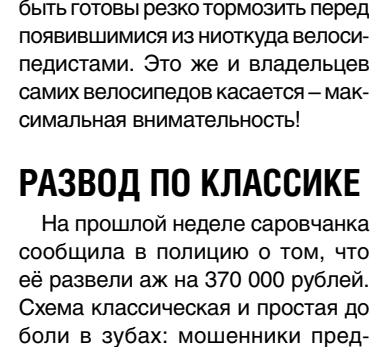 быть готовы резко тормозить перед
появившимися из ниоткуда велоси-
педистами. Это же и владельцев
самих велосипедов касается – мак-
симальная внимательность!
РАЗВОД ПО КЛАССИКЕ
На прошлой неделе саровчанка
сообщила в полицию о том, что
её развели аж на 370 000 рублей.
Схема классическая и простая до
боли в зубах: мошенники пред-